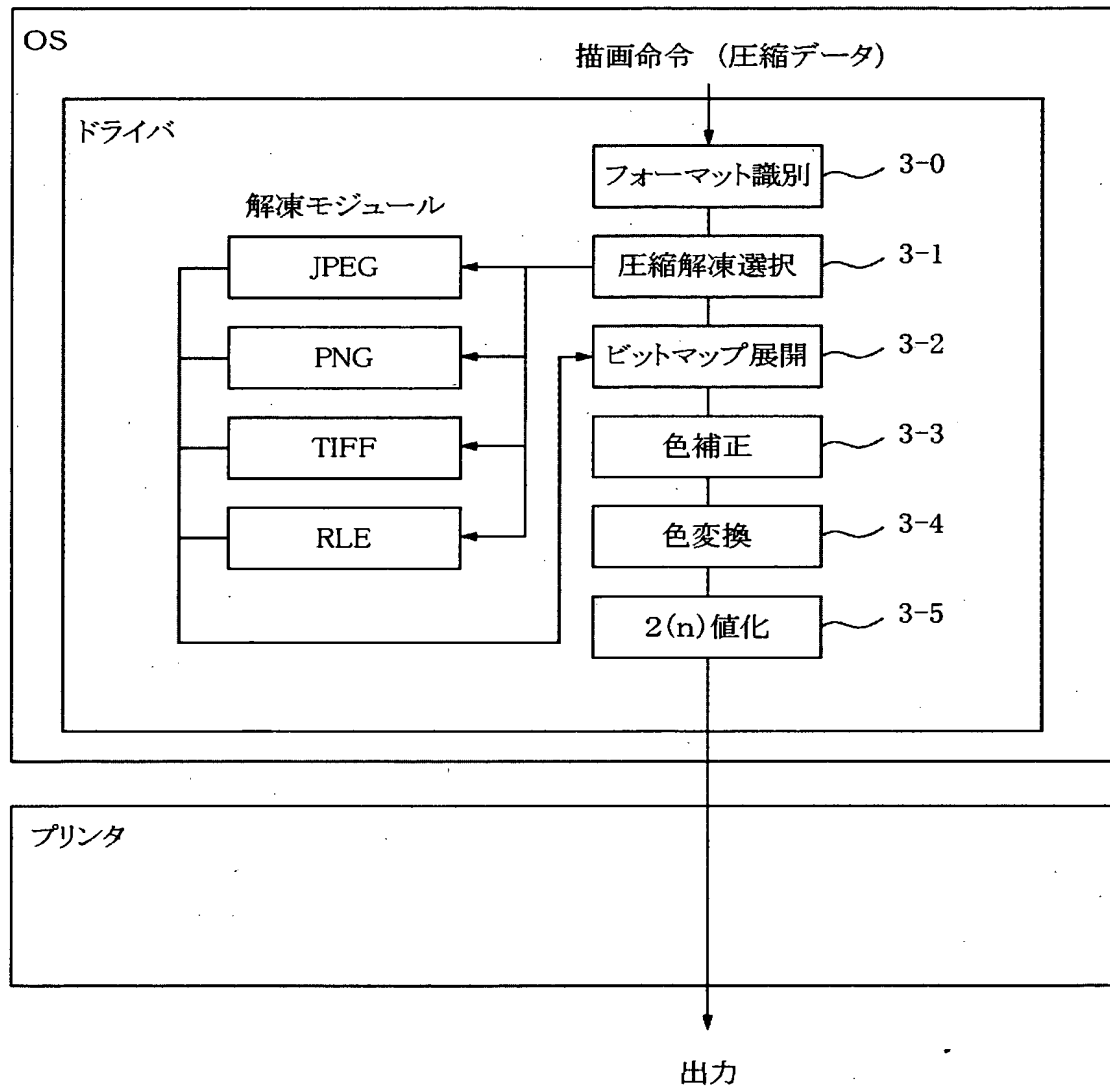 OS
描画命令 (圧縮データ)
ドライバ
フォーマット識別
3-0
解凍モジュール
JPEG
圧縮解凍選択
3-1
PNG
ビットマップ展開
3-2
TIFF
色補正
3-3
RLE
色変換
3-4
2(n)値化
3-5
プリンタ
出力